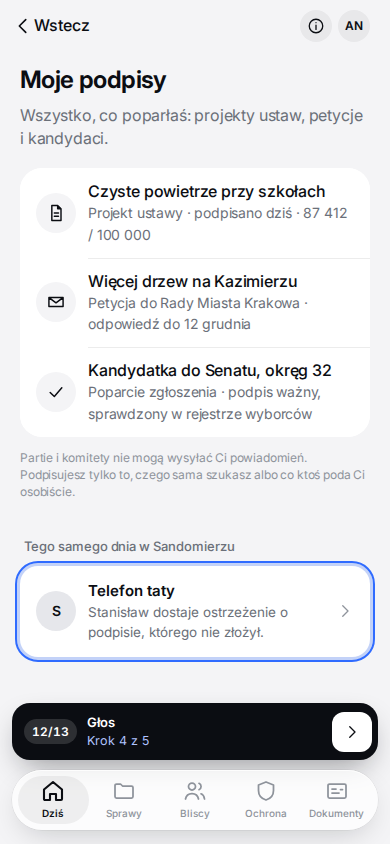 Wstecz
AN
Moje podpisy
Wszystko, co poparłaś: projekty ustaw, petycje
i kandydaci.
Czyste powietrze przy szkołach
Projekt ustawy · podpisano dziś · 87 412
/ 100 000
Więcej drzew na Kazimierzu
Petycja do Rady Miasta Krakowa ·
odpowiedź do 12 grudnia
Kandydatka do Senatu, okręg 32
Poparcie zgłoszenia · podpis ważny,
sprawdzony w rejestrze wyborców
Partie i komitety nie mogą wysyłać Ci powiadomień.
Podpisujesz tylko to, czego sama szukasz albo co ktoś poda Ci
osobiście.
Tego samego dnia w Sandomierzu
S
Telefon taty
Stanisław dostaje ostrzeżenie o
podpisie, którego nie złożył.
12/13
Głos
Krok 4 z 5
Dziś
Sprawy
Bliscy
Ochrona
Dokumenty